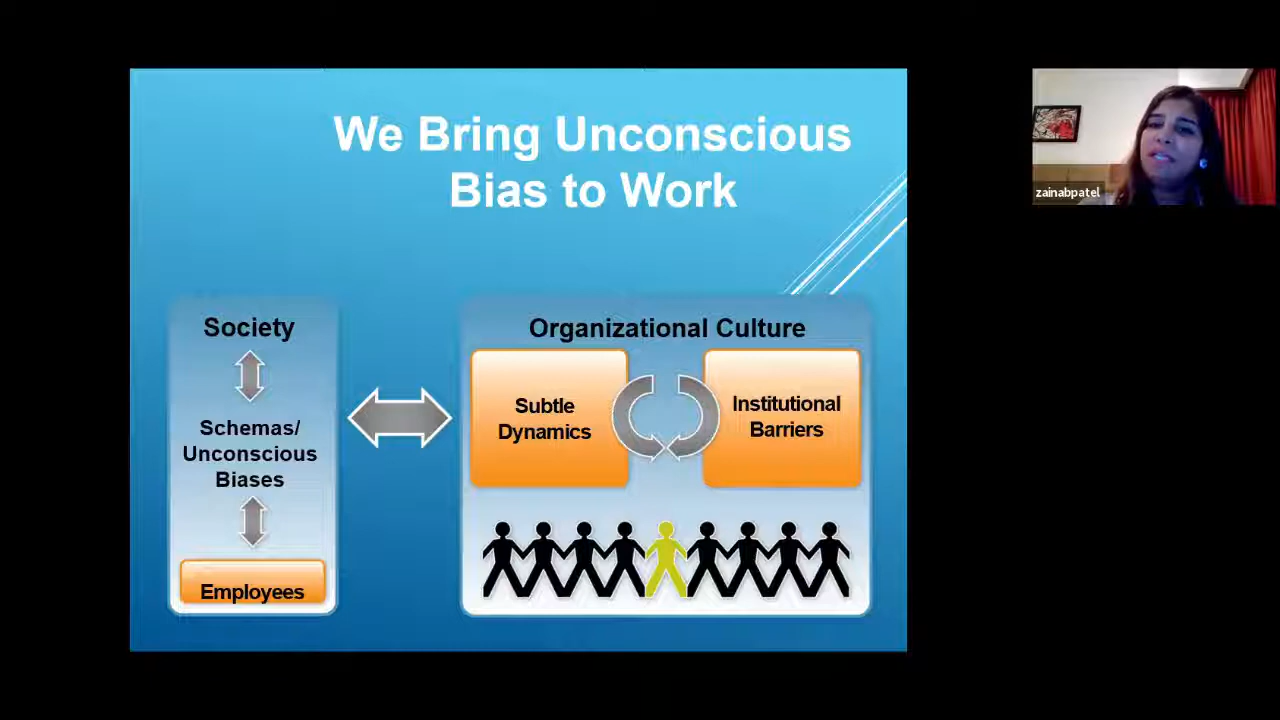 We Bring Unconscious
Bias to Work
zainabpatel
Society
Schemas/
Unconscious
Biases
Employees
Organizational Culture
Subtle
Dynamics
Institutional
Barriers